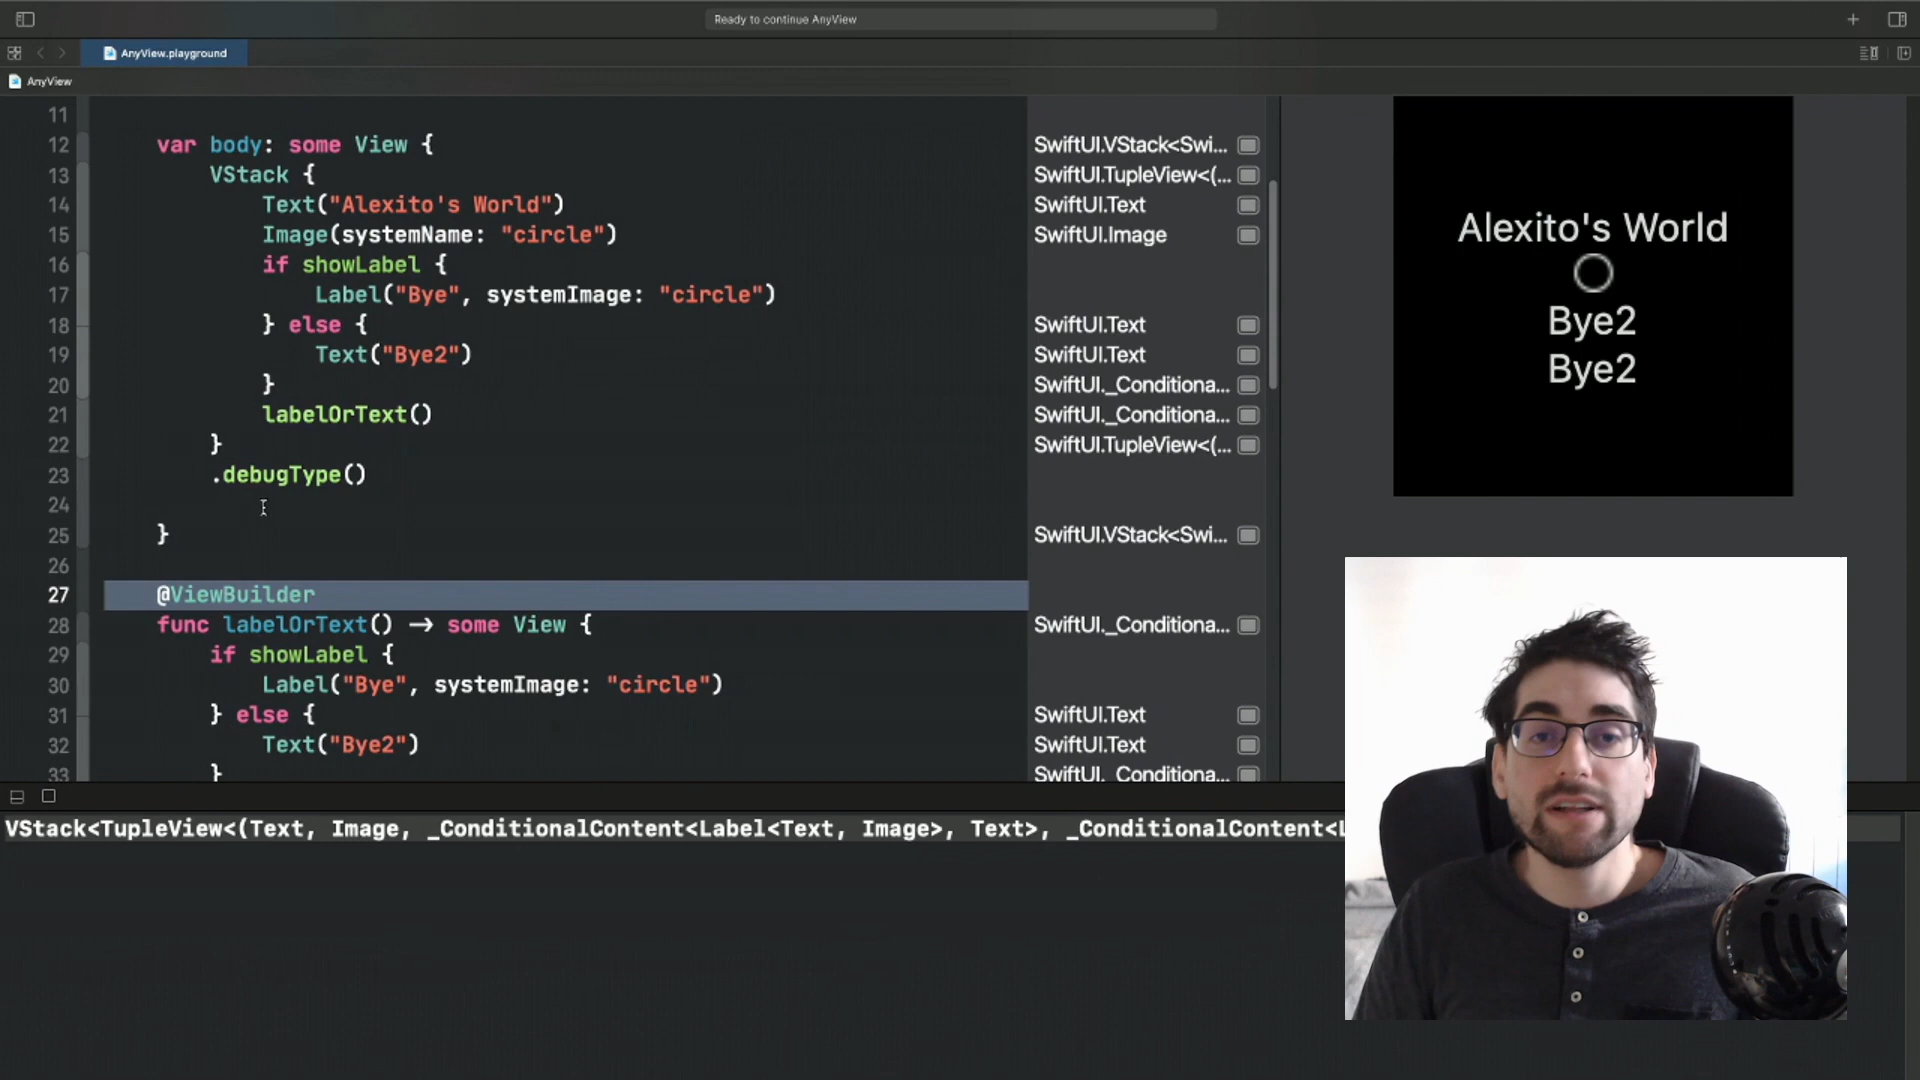 Ready to continue AnyView
AnyView.playground
AnyView
11
12 var body: some View { SwiftUI.VStack<Swi...
13 VStack { SwiftUI.TupleView<(...
14 Text("Alexito's World") SwiftUI.Text
15 Image(systemName: "circle") SwiftUI.Image
16 if showLabel {
17 Label("Bye", systemImage: "circle")
18 } else { SwiftUI.Text
19 Text("Bye2") SwiftUI.Text
20 } SwiftUI._Conditiona...
21 labelOrText() SwiftUI._Conditiona...
22 } SwiftUI.TupleView<(...
23 .debugType()
24
25 } SwiftUI.VStack<Swi...
26
27 @ViewBuilder
28 func labelOrText() -> some View { SwiftUI._Conditiona...
29 if showLabel {
30 Label("Bye", systemImage: "circle")
31 } else { SwiftUI.Text
32 Text("Bye2") SwiftUI.Text
33 } SwiftUI._Conditiona...
Alexito's World
Bye2
Bye2
VStack<TupleView<(Text, Image, _ConditionalContent<Label<Text, Image>, Text>, _ConditionalContent<L